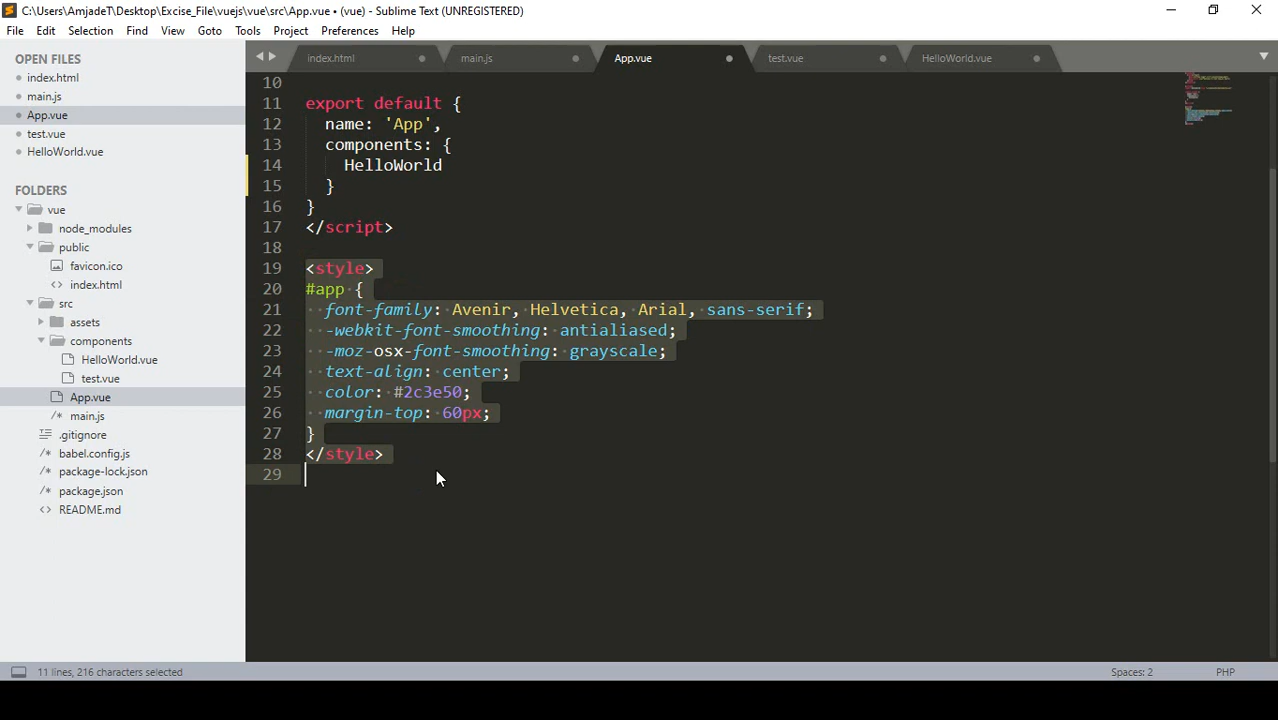 C:\Users\AmjadeT\Desktop\Excise_File\vuejs\vue\src\App.vue • (vue) - Sublime Text (UNREGISTERED)
File Edit Selection Find View Goto Tools Project Preferences Help
OPEN FILES
index.html
main.js
App.vue
test.vue
HelloWorld.vue
FOLDERS
vue
node_modules
public
favicon.ico
index.html
src
assets
components
HelloWorld.vue
test.vue
App.vue
main.js
.gitignore
babel.config.js
package-lock.json
package.json
README.md
index.html main.js App.vue test.vue HelloWorld.vue
10
11 export default {
12 name: 'App',
13 components: {
14 HelloWorld
15 }
16 }
17 </script>
18
19 <style>
20 #app {
21 font-family: Avenir, Helvetica, Arial, sans-serif;
22 -webkit-font-smoothing: antialiased;
23 -moz-osx-font-smoothing: grayscale;
24 text-align: center;
25 color: #2c3e50;
26 margin-top: 60px;
27 }
28 </style>
29
11 lines, 216 characters selected
Spaces: 2 PHP